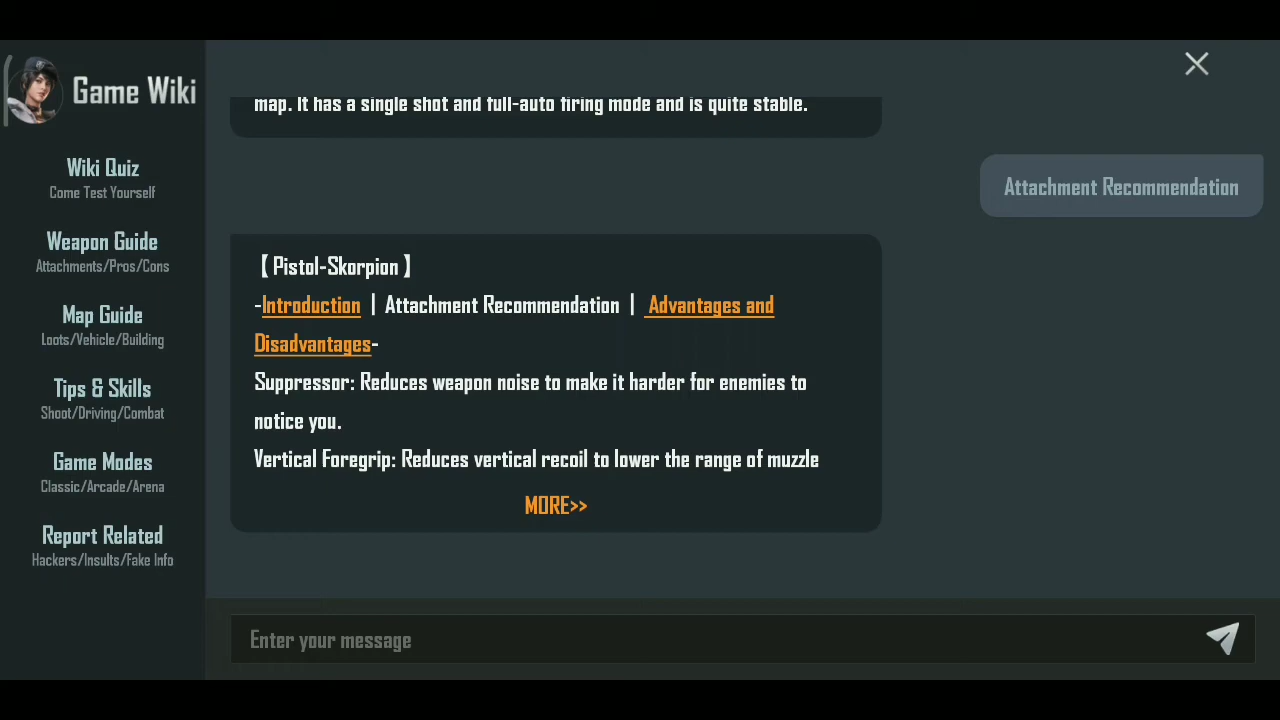 Game Wiki
Wiki Quiz
Come Test Yourself
Weapon Guide
Attachments/Pros/Cons
Map Guide
Loots/Vehicle/Building
Tips & Skills
Shoot/Driving/Combat
Game Modes
Classic/Arcade/Arena
Report Related
Hackers/Insults/Fake Info
map. It has a single shot and full-auto firing mode and is quite stable.
Attachment Recommendation
【Pistol-Skorpion】
-Introduction | Attachment Recommendation | Advantages and
Disadvantages-
Suppressor: Reduces weapon noise to make it harder for enemies to
notice you.
Vertical Foregrip: Reduces vertical recoil to lower the range of muzzle
MORE>>
Enter your message